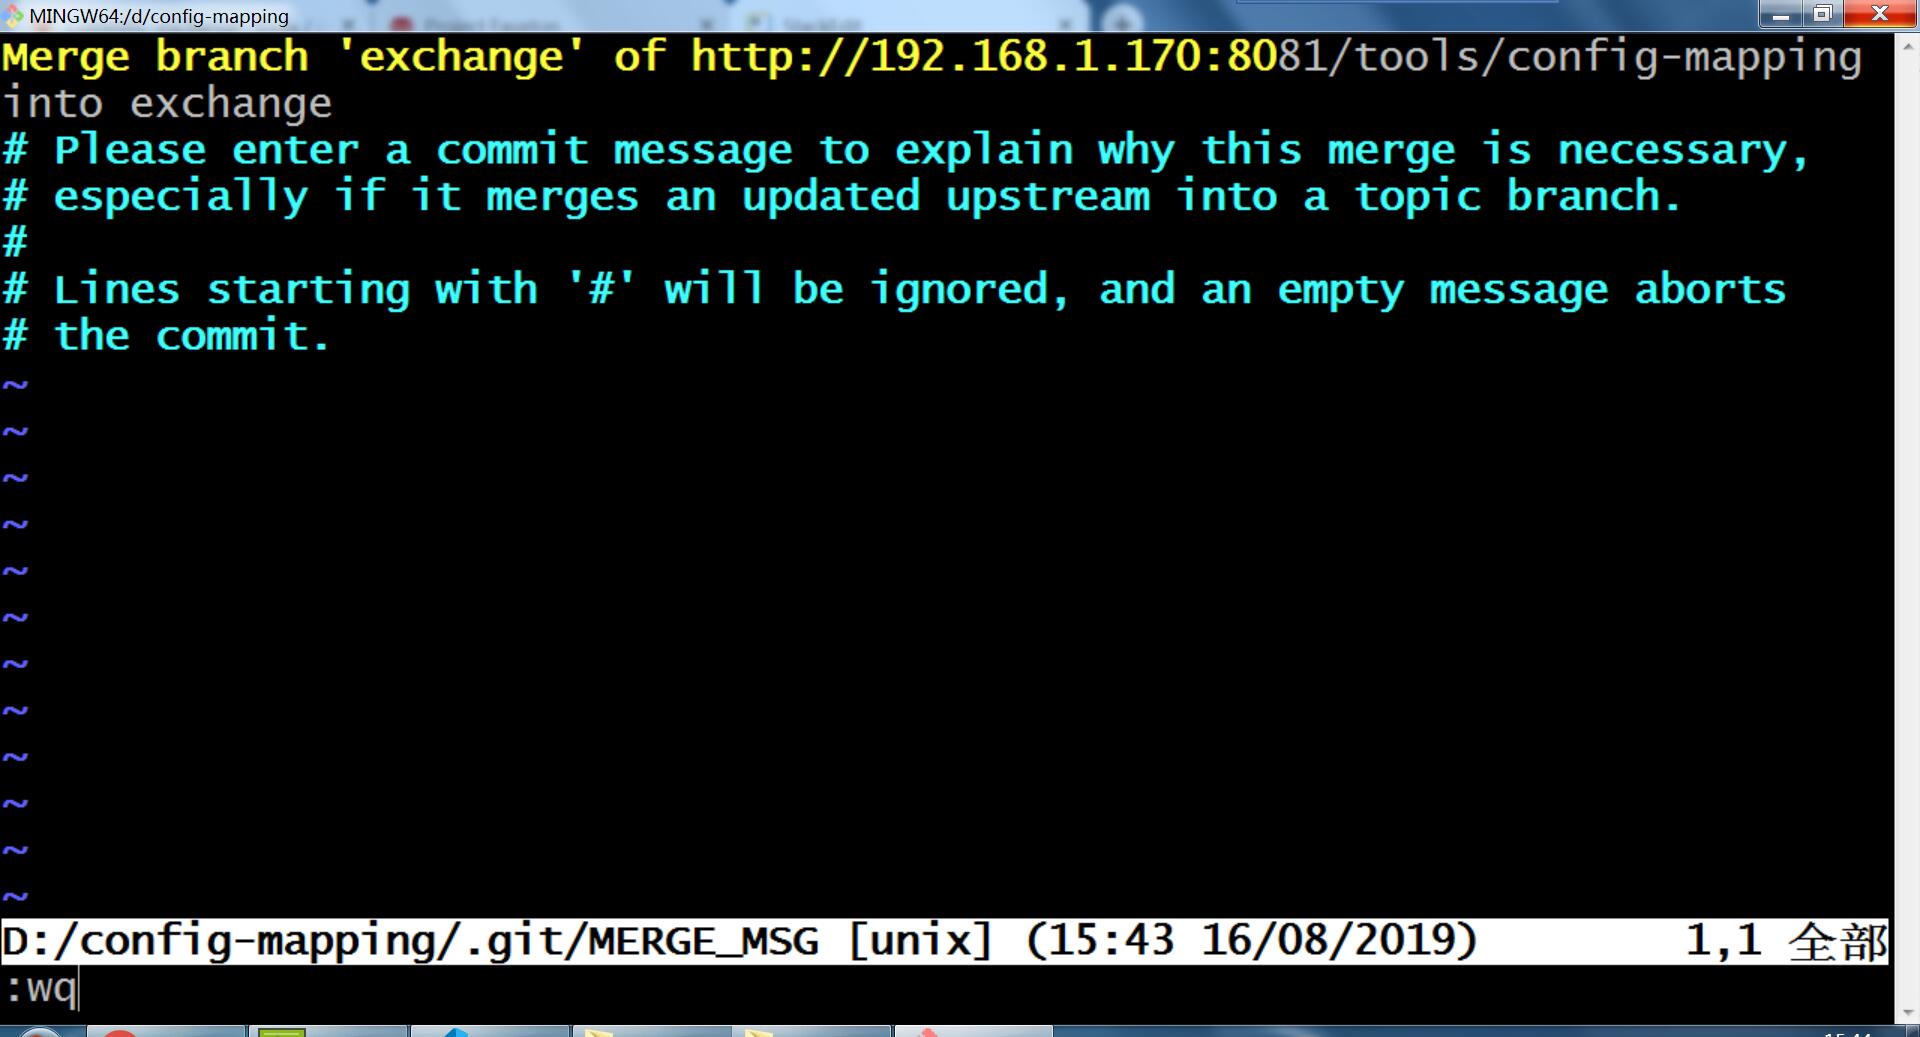 MINGW64:/d/config-mapping
Merge branch 'exchange' of http://192.168.1.170:8081/tools/config-mapping
into exchange
# Please enter a commit message to explain why this merge is necessary,
# especially if it merges an updated upstream into a topic branch.
#
# Lines starting with '#' will be ignored, and an empty message aborts
# the commit.
~
~
~
~
~
~
~
~
~
~
~
~
D:/config-mapping/.git/MERGE_MSG [unix] (15:43 16/08/2019) 1,1 全部
:wq